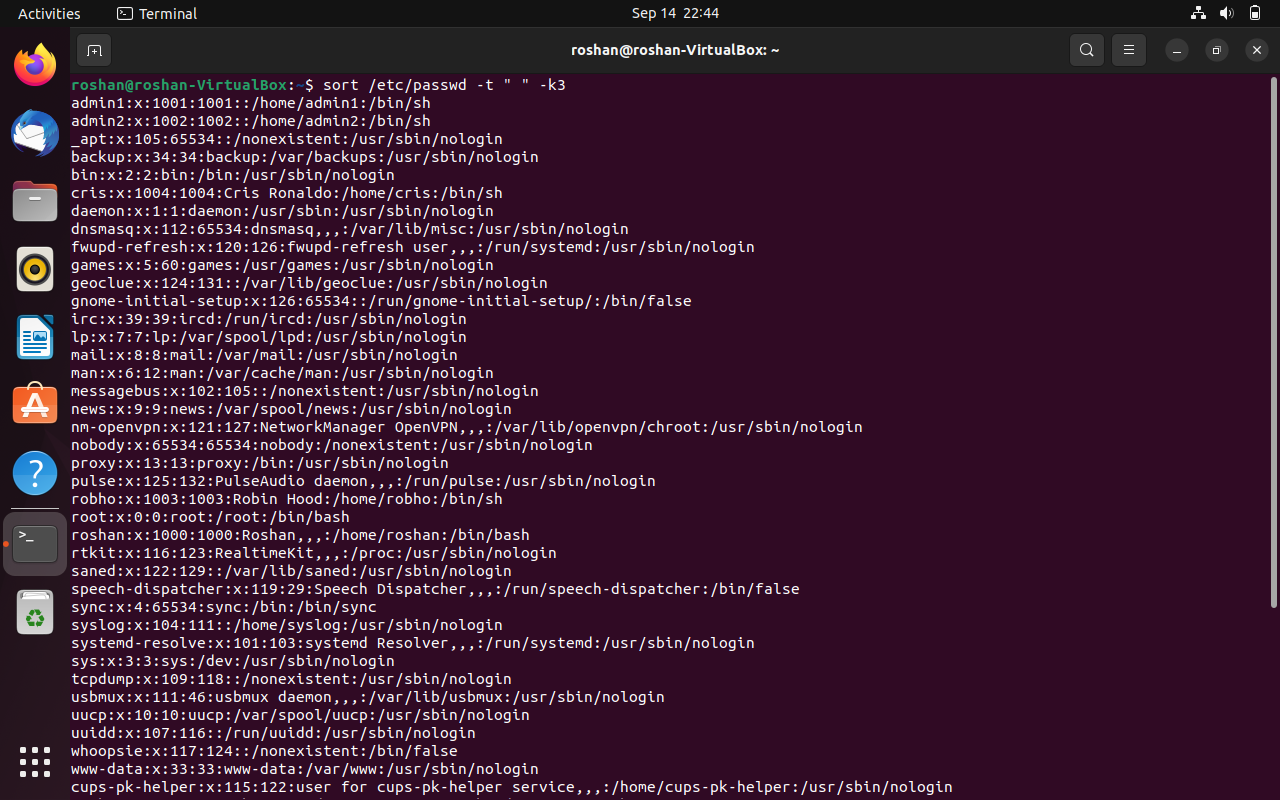 Activities
Terminal
Sep 14 22:44
roshan@roshan-VirtualBox: ~
roshan@roshan-VirtualBox:~$ sort /etc/passwd -t " " -k3
admin1:x:1001:1001::/home/admin1:/bin/sh
admin2:x:1002:1002::/home/admin2:/bin/sh
_apt:x:105:65534::/nonexistent:/usr/sbin/nologin
backup:x:34:34:backup:/var/backups:/usr/sbin/nologin
bin:x:2:2:bin:/bin:/usr/sbin/nologin
cris:x:1004:1004:Cris Ronaldo:/home/cris:/bin/sh
daemon:x:1:1:daemon:/usr/sbin:/usr/sbin/nologin
dnsmasq:x:112:65534:dnsmasq,,,:/var/lib/misc:/usr/sbin/nologin
fwupd-refresh:x:120:126:fwupd-refresh user,,,:/run/systemd:/usr/sbin/nologin
games:x:5:60:games:/usr/games:/usr/sbin/nologin
geoclue:x:124:131::/var/lib/geoclue:/usr/sbin/nologin
gnome-initial-setup:x:126:65534::/run/gnome-initial-setup/:/bin/false
irc:x:39:39:ircd:/run/ircd:/usr/sbin/nologin
lp:x:7:7:lp:/var/spool/lpd:/usr/sbin/nologin
mail:x:8:8:mail:/var/mail:/usr/sbin/nologin
man:x:6:12:man:/var/cache/man:/usr/sbin/nologin
messagebus:x:102:105::/nonexistent:/usr/sbin/nologin
news:x:9:9:news:/var/spool/news:/usr/sbin/nologin
nm-openvpn:x:121:127:NetworkManager OpenVPN,,,:/var/lib/openvpn/chroot:/usr/sbin/nologin
nobody:x:65534:65534:nobody:/nonexistent:/usr/sbin/nologin
proxy:x:13:13:proxy:/bin:/usr/sbin/nologin
pulse:x:125:132:PulseAudio daemon,,,:/run/pulse:/usr/sbin/nologin
robho:x:1003:1003:Robin Hood:/home/robho:/bin/sh
root:x:0:0:root:/root:/bin/bash
roshan:x:1000:1000:Roshan,,,:/home/roshan:/bin/bash
rtkit:x:116:123:RealtimeKit,,,:/proc:/usr/sbin/nologin
saned:x:122:129::/var/lib/saned:/usr/sbin/nologin
speech-dispatcher:x:119:29:Speech Dispatcher,,,:/run/speech-dispatcher:/bin/false
sync:x:4:65534:sync:/bin:/bin/sync
syslog:x:104:111::/home/syslog:/usr/sbin/nologin
systemd-resolve:x:101:103:systemd Resolver,,,:/run/systemd:/usr/sbin/nologin
sys:x:3:3:sys:/dev:/usr/sbin/nologin
tcpdump:x:109:118::/nonexistent:/usr/sbin/nologin
usbmux:x:111:46:usbmux daemon,,,:/var/lib/usbmux:/usr/sbin/nologin
uucp:x:10:10:uucp:/var/spool/uucp:/usr/sbin/nologin
uuidd:x:107:116::/run/uuidd:/usr/sbin/nologin
whoopsie:x:117:124::/nonexistent:/bin/false
www-data:x:33:33:www-data:/var/www:/usr/sbin/nologin
cups-pk-helper:x:115:122:user for cups-pk-helper service,,,:/home/cups-pk-helper:/usr/sbin/nologin